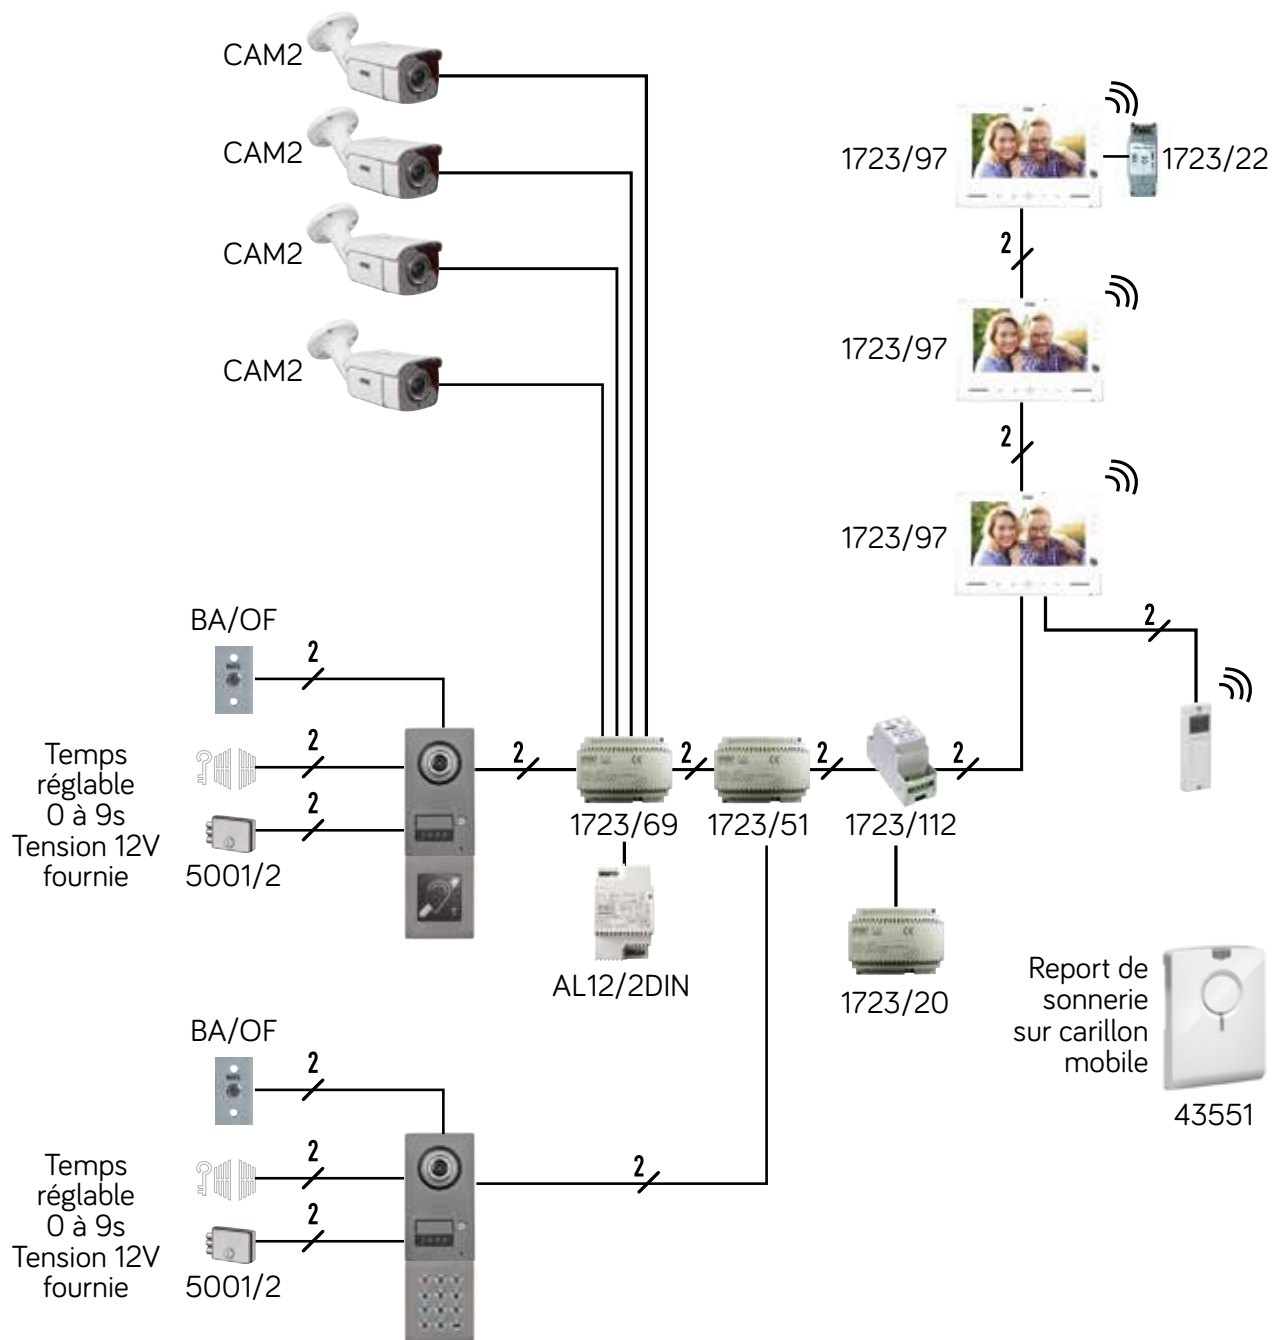 CAM2
CAM2
CAM2
CAM2
1723/97
1723/22
2
1723/97
2
1723/97
2
BA/OF
2
Temps
réglable
0 à 9s
Tension 12V
fournie
2
2
5001/2
2
2
2
2
1723/69
1723/51
1723/112
AL12/2DIN
1723/20
Report de
sonnerie
sur carillon
mobile
43551
BA/OF
2
Temps
réglable
0 à 9s
Tension 12V
fournie
2
2
5001/2
2